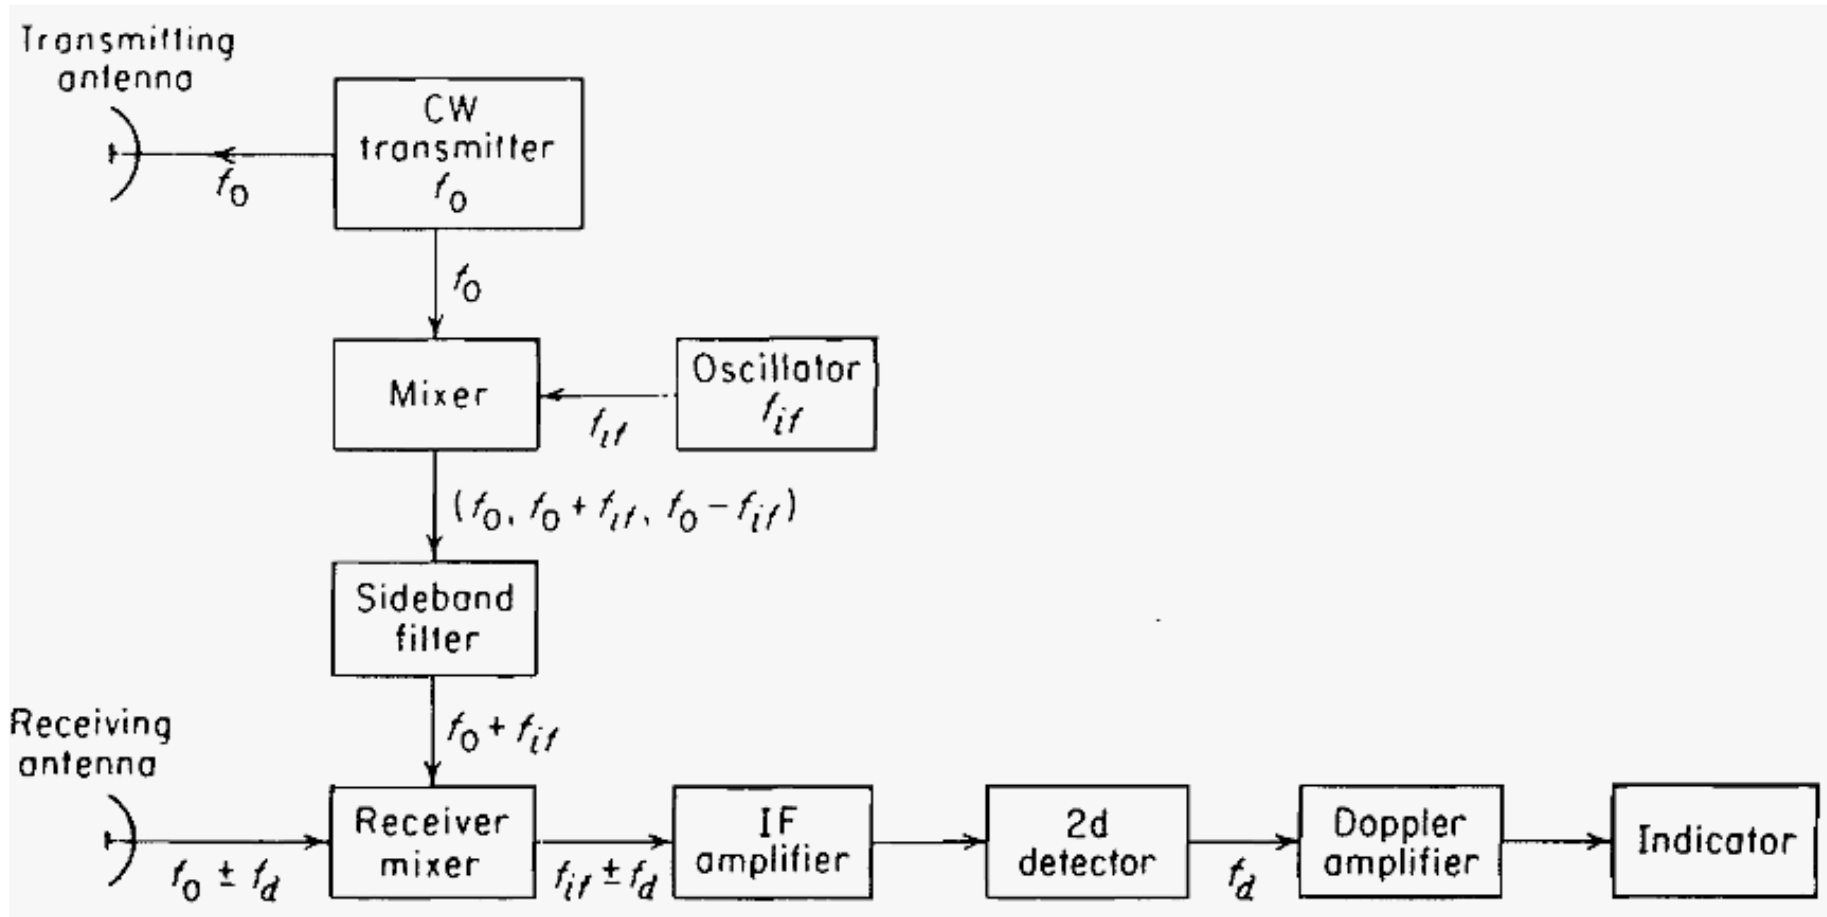 Transmitting
antenna
CW
transmitter
f0
f0
f0
Mixer
Oscillator
fif
fif
(f0, f0 + fif, f0 − fif)
Sideband
filter
f0 + fif
Receiving
antenna
Receiver
mixer
IF
amplifier
2d
detector
Doppler
amplifier
Indicator
f0 ± fd
fif ± fd
fd